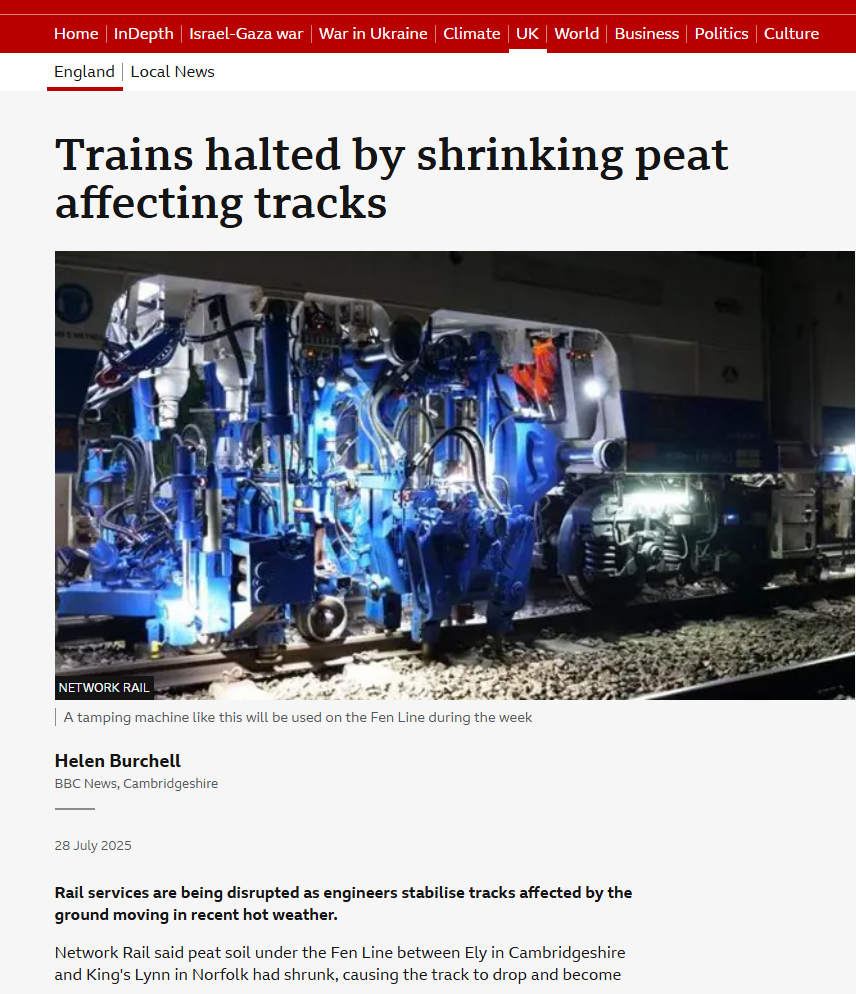 Home InDepth Israel-Gaza war War in Ukraine Climate UK World Business Politics Culture
England Local News
Trains halted by shrinking peat
affecting tracks
NETWORK RAIL
A tamping machine like this will be used on the Fen Line during the week
Helen Burchell
BBC News, Cambridgeshire
28 July 2025
Rail services are being disrupted as engineers stabilise tracks affected by the
ground moving in recent hot weather.
Network Rail said peat soil under the Fen Line between Ely in Cambridgeshire
and King's Lynn in Norfolk had shrunk, causing the track to drop and become